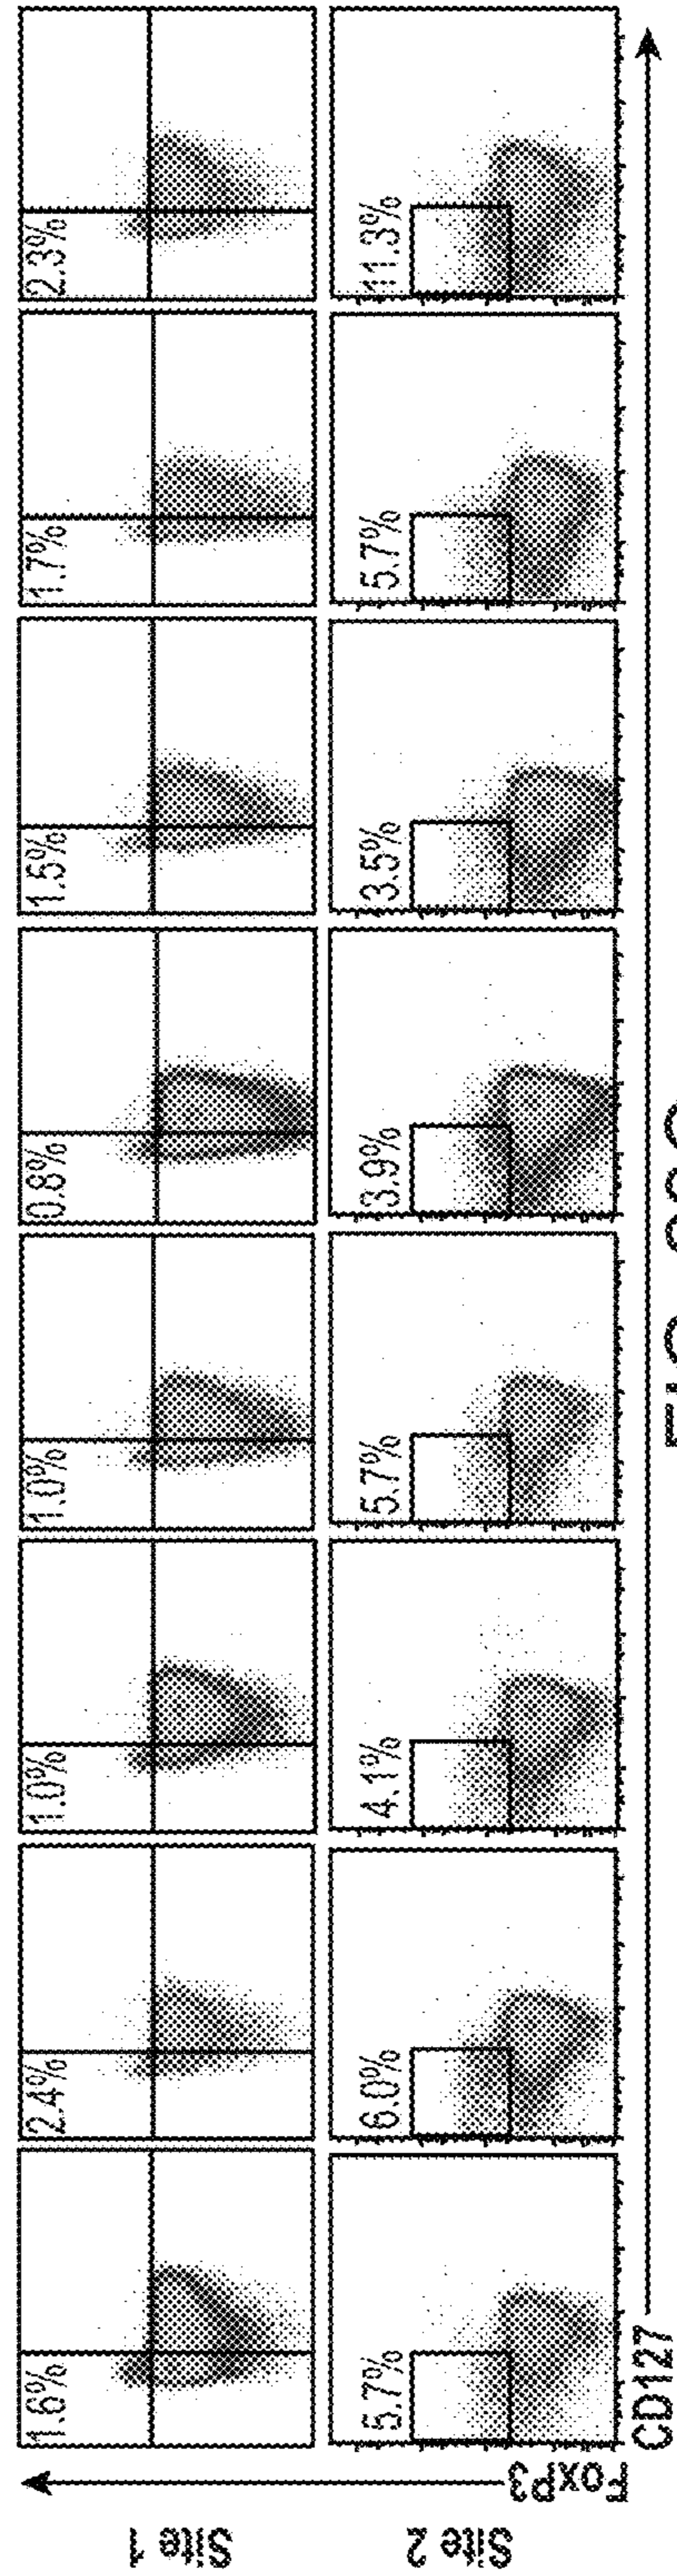 Site 1
1.6% 2.4% 1.0% 1.0% 0.8% 1.5% 1.7% 2.3%
Site 2
5.7% 6.0% 4.1% 5.7% 3.9% 3.5% 5.7% 11.3%
FoxP3
CD127